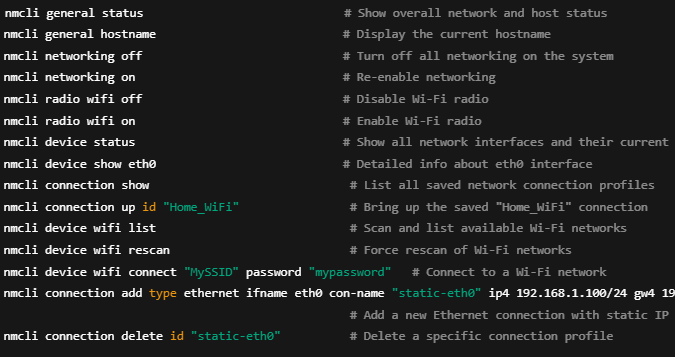 nmcli general status # Show overall network and host status
nmcli general hostname # Display the current hostname
nmcli networking off # Turn off all networking on the system
nmcli networking on # Re-enable networking
nmcli radio wifi off # Disable Wi-Fi radio
nmcli radio wifi on # Enable Wi-Fi radio
nmcli device status # Show all network interfaces and their current
nmcli device show eth0 # Detailed info about eth0 interface
nmcli connection show # List all saved network connection profiles
nmcli connection up id "Home_WiFi" # Bring up the saved "Home_WiFi" connection
nmcli device wifi list # Scan and list available Wi-Fi networks
nmcli device wifi rescan # Force rescan of Wi-Fi networks
nmcli device wifi connect "MySSID" password "mypassword" # Connect to a Wi-Fi network
nmcli connection add type ethernet ifname eth0 con-name "static-eth0" ip4 192.168.1.100/24 gw4 19
# Add a new Ethernet connection with static IP
nmcli connection delete id "static-eth0" # Delete a specific connection profile